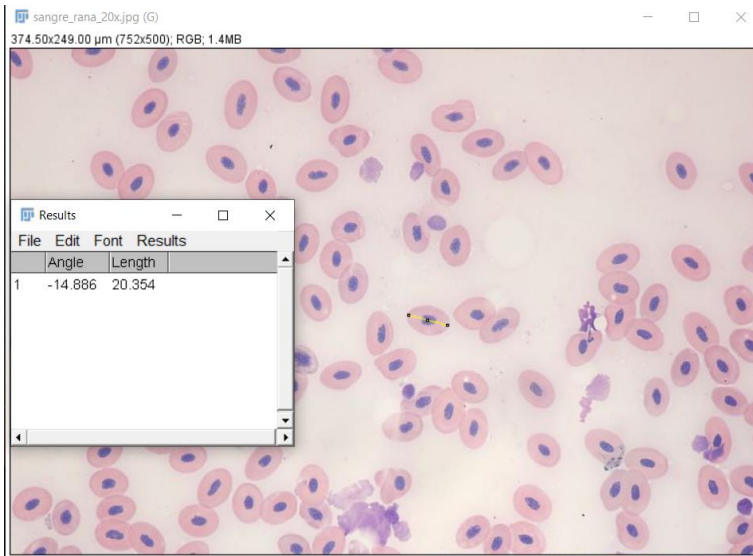 sangre_rana_20x.jpg (G)
374.50x249.00 µm (752x500); RGB; 1.4MB
Results
File Edit Font Results
Angle Length
1 -14.886 20.354